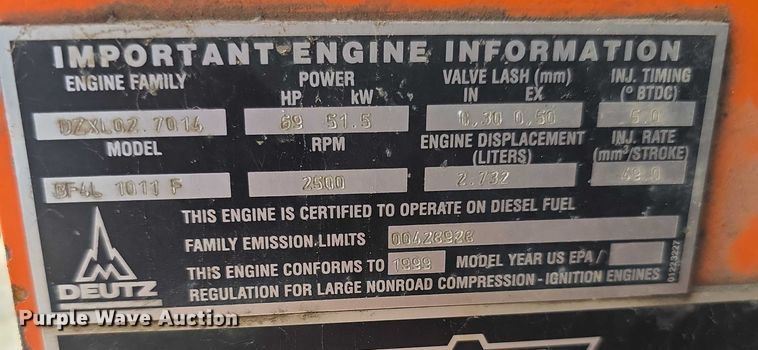 IMPORTANT ENGINE INFORMATION
ENGINE FAMILY POWER VALVE LASH (mm) INJ. TIMING
HP kW IN EX (° BTDC)
DZXL02.7014 69 51.5 0.30 0.50 5.0
MODEL RPM ENGINE DISPLACEMENT (LITERS) INJ. RATE (mm³/STROKE)
BF4L 1011 F 2500 2.732 49.0
THIS ENGINE IS CERTIFIED TO OPERATE ON DIESEL FUEL
FAMILY EMISSION LIMITS 00428928
THIS ENGINE CONFORMS TO 1999 MODEL YEAR US EPA/
REGULATION FOR LARGE NONROAD COMPRESSION - IGNITION ENGINES
DEUTZ
01223227
Purple Wave Auction